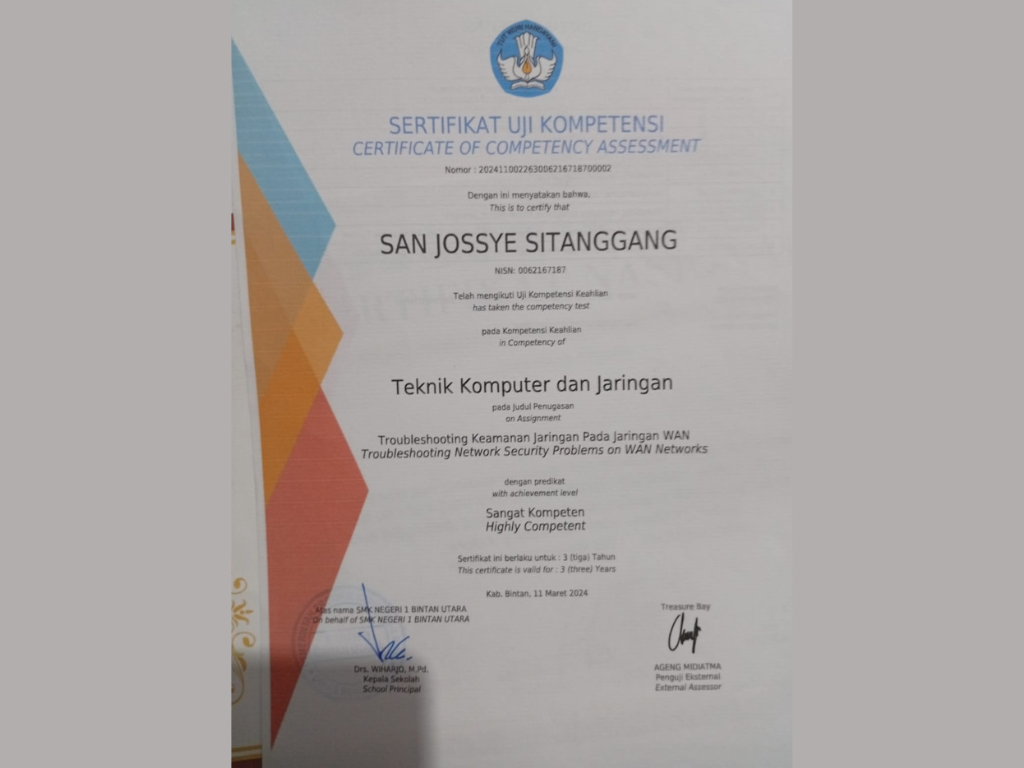 TUT WURI HANDAYANI
SERTIFIKAT UJI KOMPETENSI
CERTIFICATE OF COMPETENCY ASSESSMENT
Nomor : 202411002263006216718700002
Dengan ini menyatakan bahwa,
This is to certify that
SAN JOSSYE SITANGGANG
NISN: 0062167187
Telah mengikuti Uji Kompetensi Keahlian
has taken the competency test
pada Kompetensi Keahlian
in Competency of
Teknik Komputer dan Jaringan
pada Judul Penugasan
on Assignment
Troubleshooting Keamanan Jaringan Pada Jaringan WAN
Troubleshooting Network Security Problems on WAN Networks
dengan predikat
with achievement level
Sangat Kompeten
Highly Competent
Sertifikat ini berlaku untuk : 3 (tiga) Tahun
This certificate is valid for : 3 (three) Years
Kab. Bintan, 11 Maret 2024
Atas nama SMK NEGERI 1 BINTAN UTARA
On behalf of SMK NEGERI 1 BINTAN UTARA
Drs. WIHARJO, M.Pd.
Kepala Sekolah
School Principal
Treasure Bay
AGENG MIDIATMA
Penguji Eksternal
External Assessor